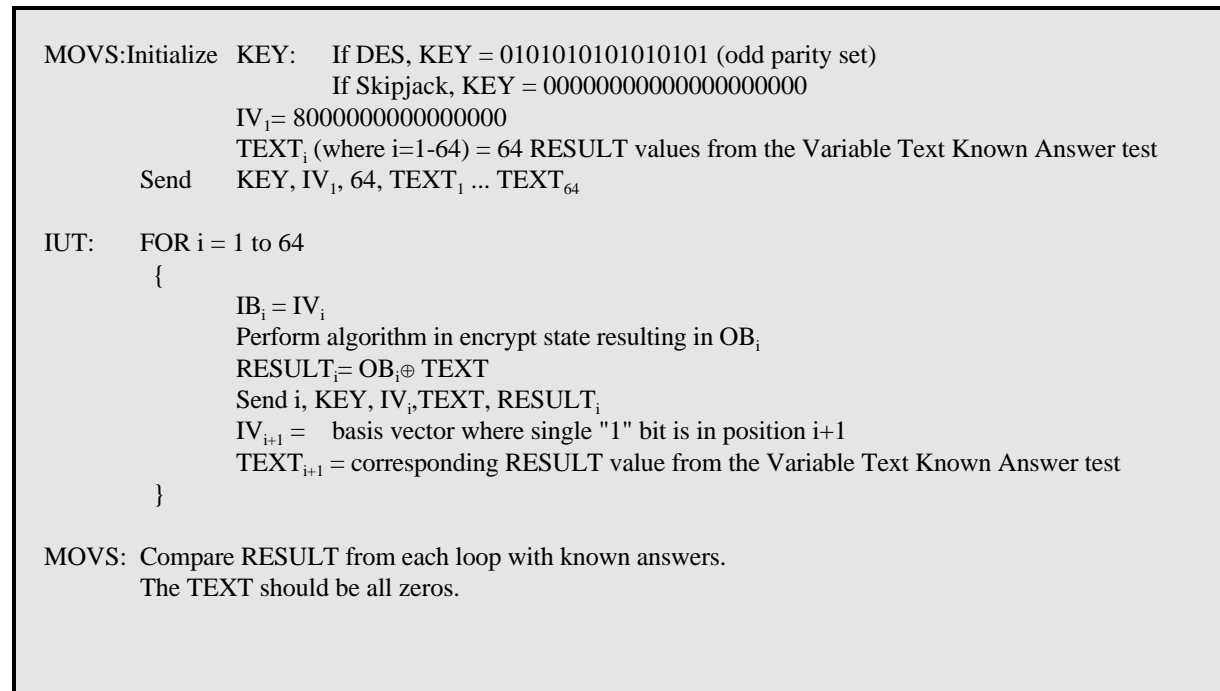 MOVS:Initialize KEY: If DES, KEY = 0101010101010101 (odd parity set)
If Skipjack, KEY = 00000000000000000000
IV₁= 8000000000000000
TEXTᵢ (where i=1-64) = 64 RESULT values from the Variable Text Known Answer test
Send KEY, IV₁, 64, TEXT₁ ... TEXT₆₄
IUT: FOR i = 1 to 64
{
IBᵢ = IVᵢ
Perform algorithm in encrypt state resulting in OBᵢ
RESULTᵢ= OBᵢ⊕ TEXT
Send i, KEY, IVᵢ,TEXT, RESULTᵢ
IVᵢ₊₁ = basis vector where single "1" bit is in position i+1
TEXTᵢ₊₁ = corresponding RESULT value from the Variable Text Known Answer test
}
MOVS: Compare RESULT from each loop with known answers.
The TEXT should be all zeros.